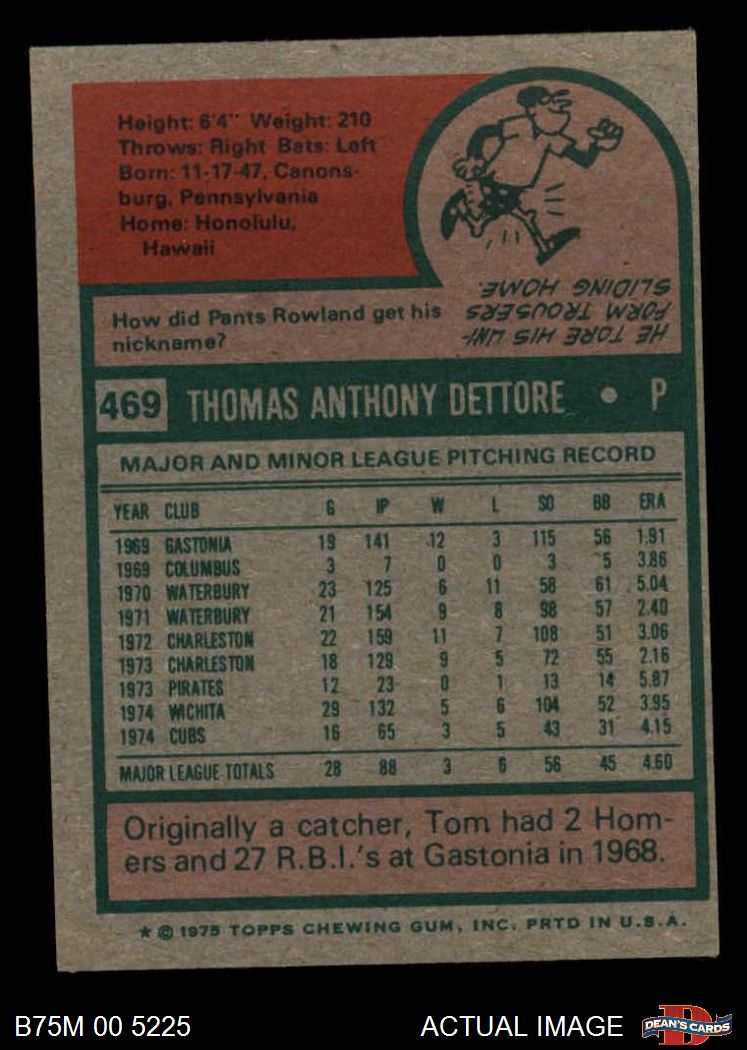 Height: 6'4" Weight: 210
Throws: Right Bats: Left
Born: 11-17-47, Canons-
burg, Pennsylvania
Home: Honolulu,
Hawaii
How did Pants Rowland get his
nickname?
HE TORE HIS UNI-
FORM TROUSERS
SLIDING HOME.
469 THOMAS ANTHONY DETTORE • P
MAJOR AND MINOR LEAGUE PITCHING RECORD
YEAR CLUB G IP W L SO BB ERA
1969 GASTONIA 19 141 12 3 115 56 1.91
1969 COLUMBUS 3 7 0 0 3 5 3.86
1970 WATERBURY 23 125 6 11 58 61 5.04
1971 WATERBURY 21 154 9 8 98 57 2.40
1972 CHARLESTON 22 159 11 7 108 51 3.06
1973 CHARLESTON 18 129 9 5 72 55 2.16
1973 PIRATES 12 23 0 1 13 14 5.87
1974 WICHITA 29 132 5 6 104 52 3.95
1974 CUBS 16 65 3 5 43 31 4.15
MAJOR LEAGUE TOTALS 28 88 3 6 56 45 4.60
Originally a catcher, Tom had 2 Hom-
ers and 27 R.B.I.'s at Gastonia in 1968.
★ © 1975 TOPPS CHEWING GUM, INC. PRTD IN U.S.A.
B75M 00 5225 ACTUAL IMAGE DEAN'S CARDS